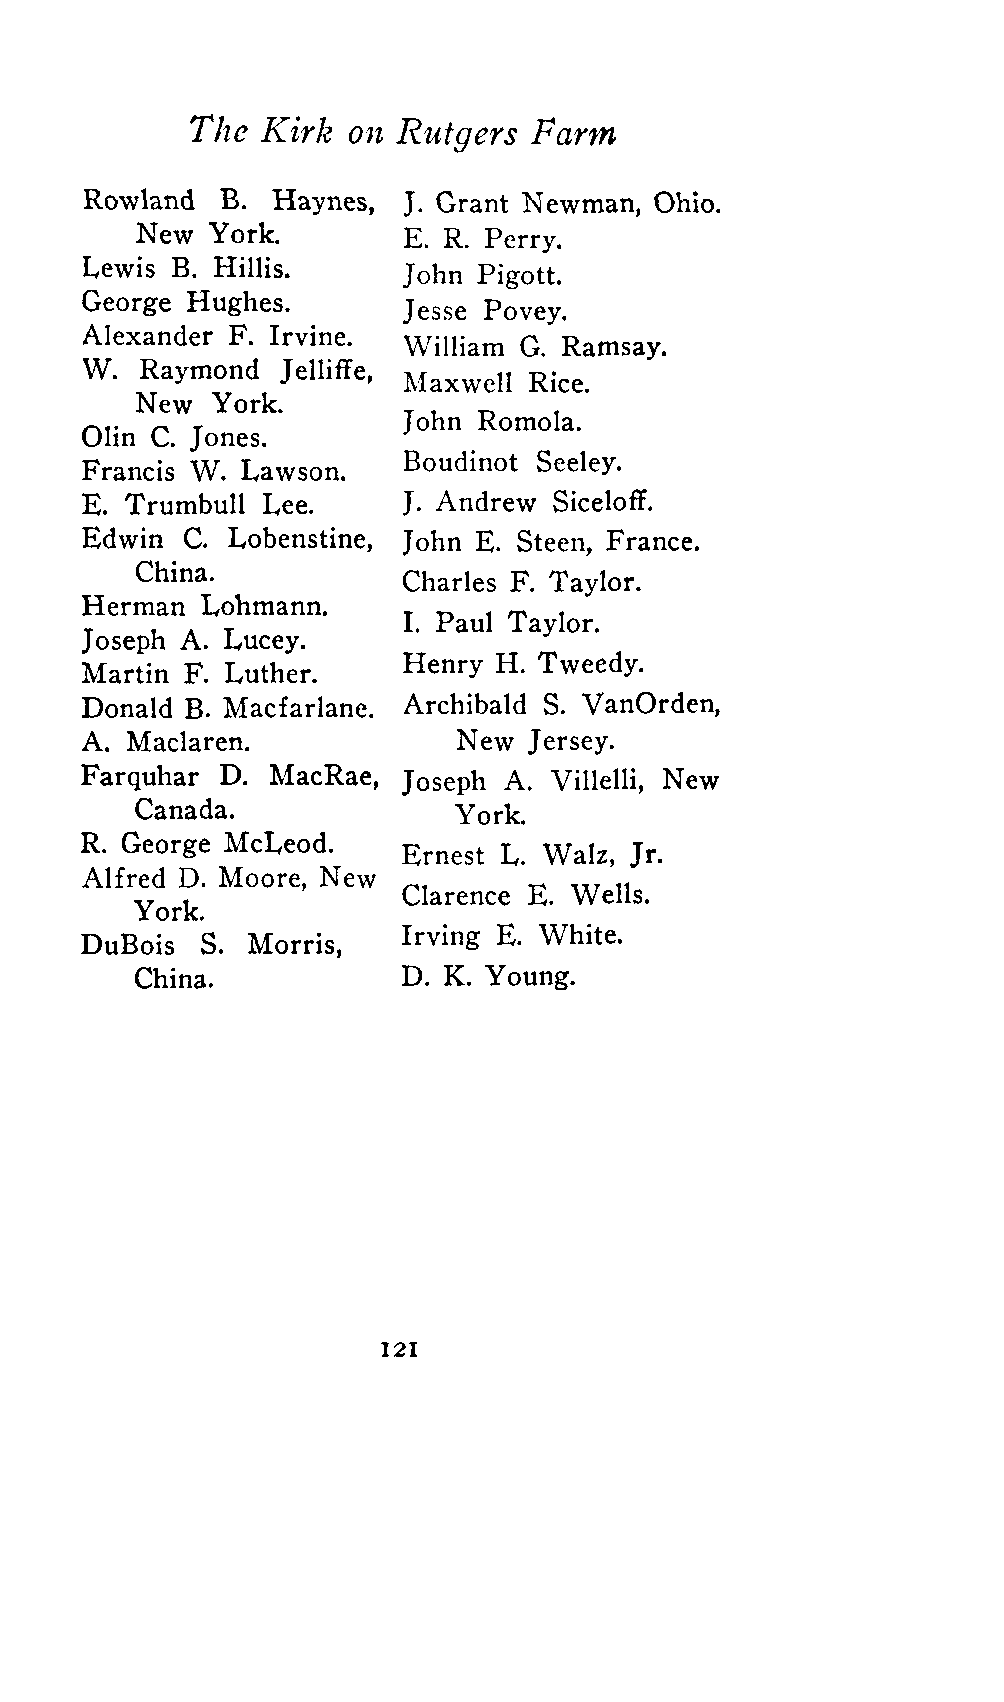 The Kirk on Rutgers Farm
Rowland B. Haynes,
New York.
Lewis B. Hillis.
George Hughes.
Alexander F. Irvine.
W. Raymond Jelliffe,
New York.
Olin C. Jones.
Francis W. Lawson.
E. Trumbull Lee.
Edwin C. Lobenstine,
China.
Herman Lohmann.
Joseph A. Lucey.
Martin F. Luther.
Donald B. Macfarlane.
A. Maclaren.
Farquhar D. MacRae,
Canada.
R. George McLeod.
Alfred D. Moore, New
York.
DuBois S. Morris,
China.
J. Grant Newman, Ohio.
E. R. Perry.
John Pigott.
Jesse Povey.
William G. Ramsay.
Maxwell Rice.
John Romola.
Boudinot Seeley.
J. Andrew Siceloff.
John E. Steen, France.
Charles F. Taylor.
I. Paul Taylor.
Henry H. Tweedy.
Archibald S. VanOrden,
New Jersey.
Joseph A. Villelli, New
York.
Ernest L. Walz, Jr.
Clarence E. Wells.
Irving E. White.
D. K. Young.
121